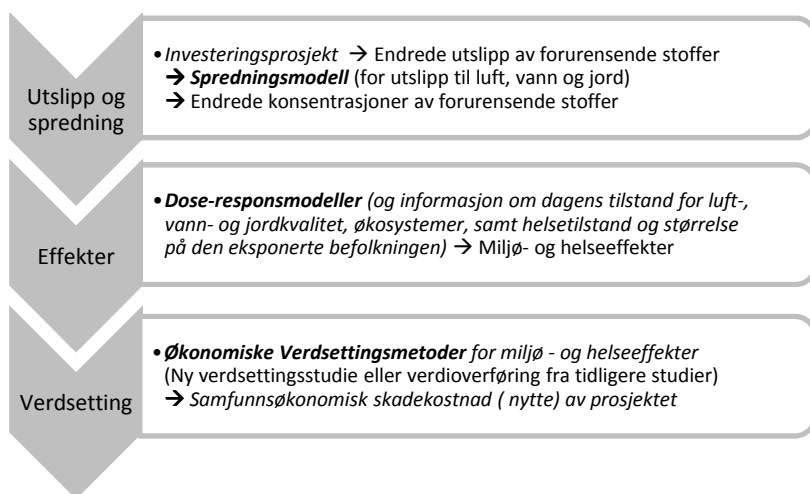 Utslipp og
spredning
•Investeringsprosjekt → Endrede utslipp av forurensende stoffer
→ Spredningsmodell (for utslipp til luft, vann og jord)
→ Endrede konsentrasjoner av forurensende stoffer
Effekter
•Dose-responsmodeller (og informasjon om dagens tilstand for luft-,
vann- og jordkvalitet, økosystemer, samt helsetilstand og størrelse
på den eksponerte befolkningen) → Miljø- og helseeffekter
Verdsetting
•Økonomiske Verdsettingsmetoder for miljø - og helseeffekter
(Ny verdsettingsstudie eller verdioverføring fra tidligere studier)
→ Samfunnsøkonomisk skadekostnad ( nytte) av prosjektet